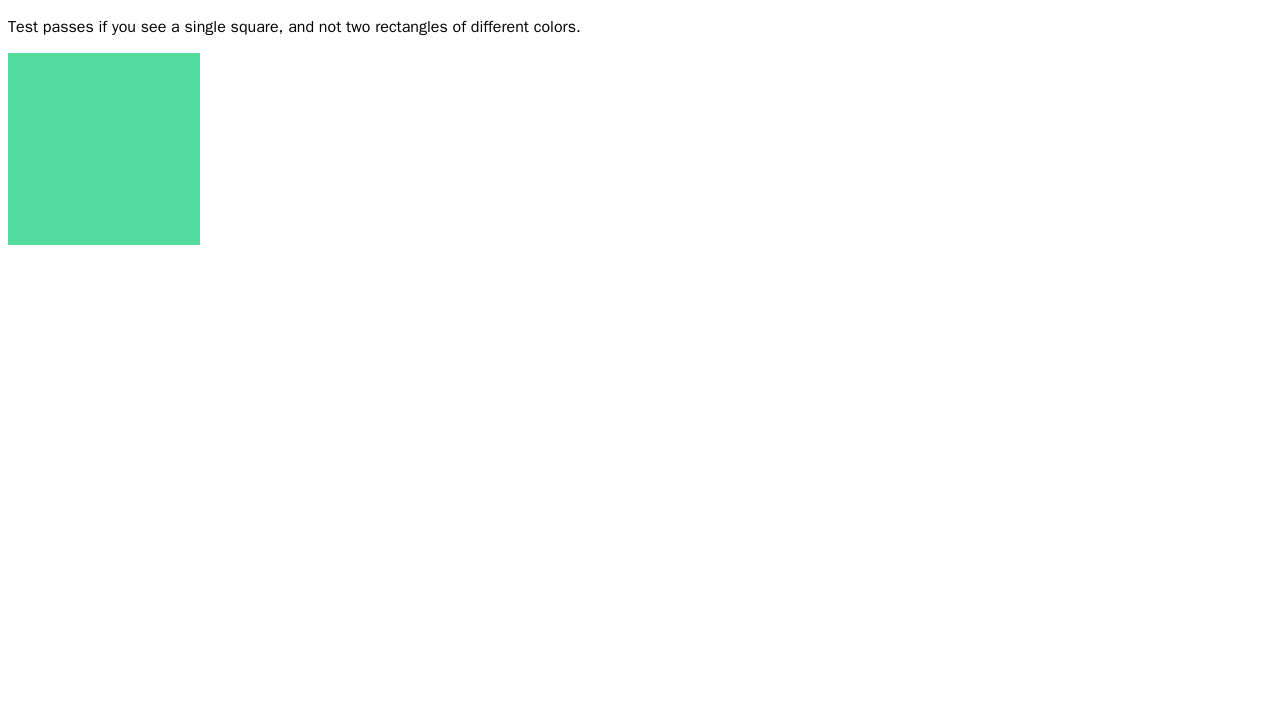 Test passes if you see a single square, and not two rectangles of different colors.